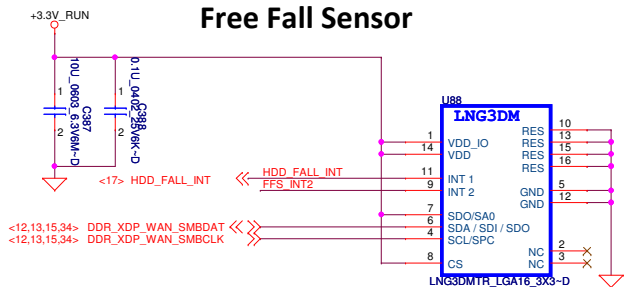 Free Fall Sensor
+3.3V_RUN
1
2
10U_0603_6.3V6M~D
C387
1
2
0.1U_0402_25V6K~D
C388
U88
LNG3DM
1
VDD_IO
14
VDD
11
INT 1
9
INT 2
7
SDO/SA0
6
SDA / SDI / SDO
4
SCL/SPC
8
CS
RES
10
RES
13
RES
15
RES
16
GND
5
GND
12
NC
2
NC
3
LNG3DMTR_LGA16_3X3~D
<17> HDD_FALL_INT
HDD_FALL_INT
FFS_INT2
<12,13,15,34> DDR_XDP_WAN_SMBDAT
<12,13,15,34> DDR_XDP_WAN_SMBCLK